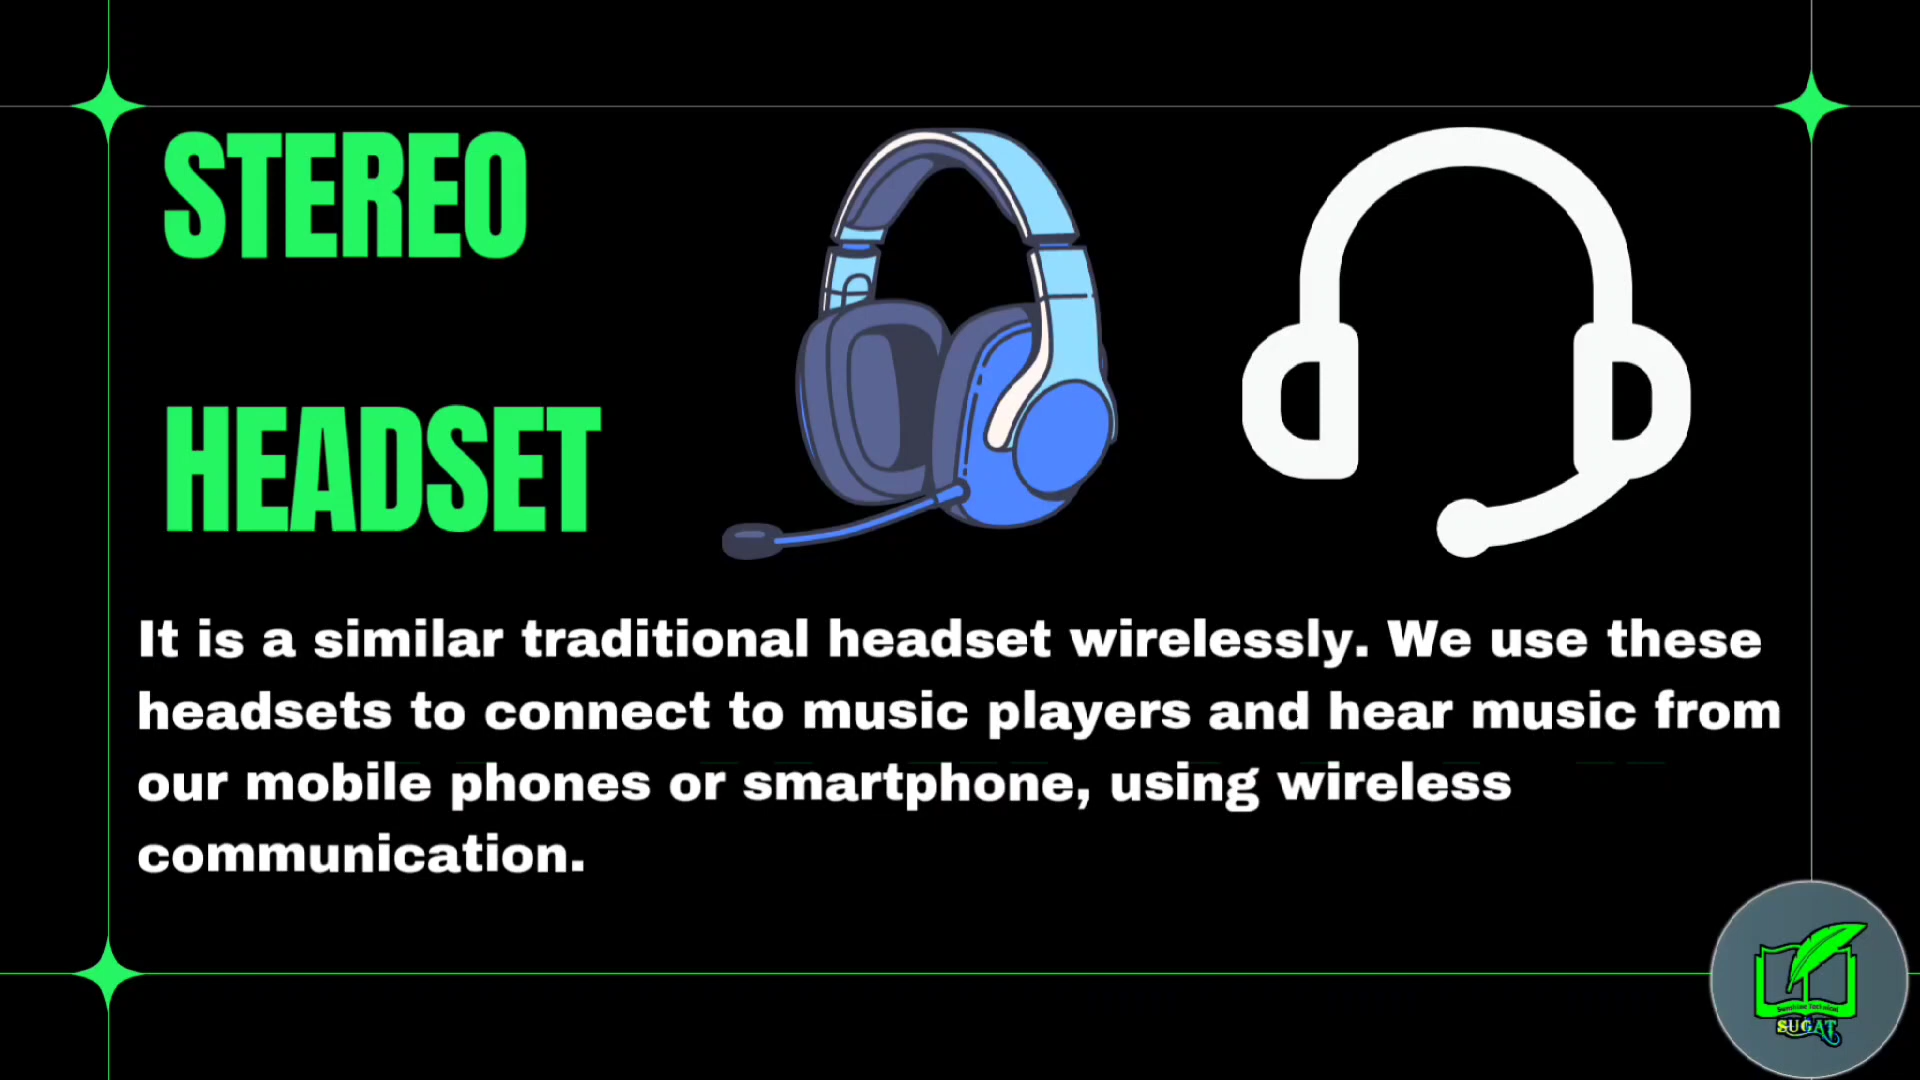 STEREO
HEADSET
It is a similar traditional headset wirelessly. We use these
headsets to connect to music players and hear music from
our mobile phones or smartphone, using wireless
communication.
SUGAT